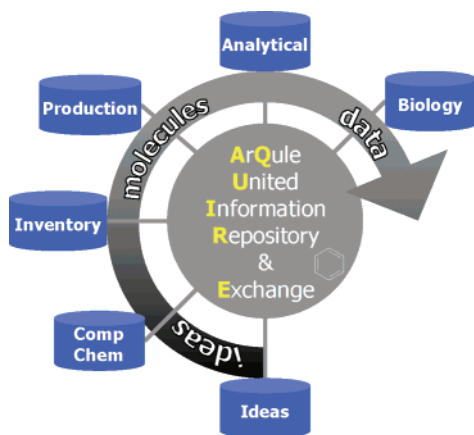 Analytical
Production
Biology
molecules
data
ArQule
United
Information
Repository
&
Exchange
Inventory
Comp
Chem
ideas
Ideas